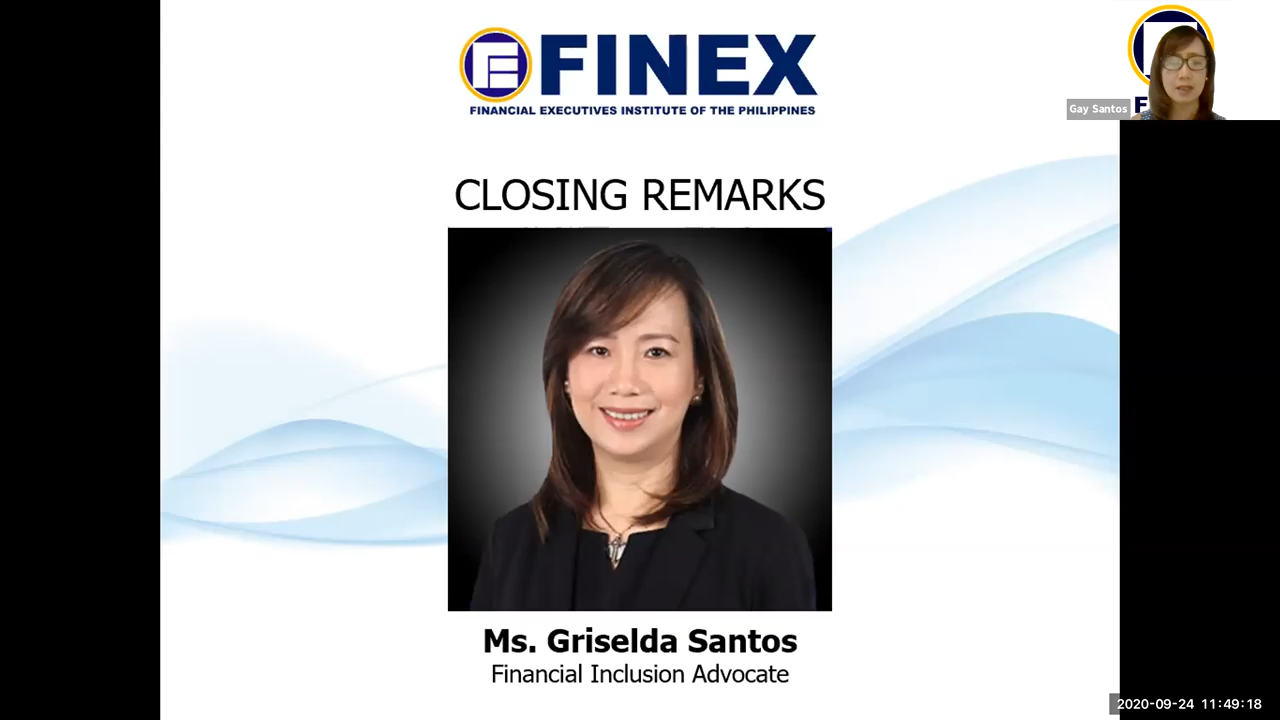 FINEX
FINANCIAL EXECUTIVES INSTITUTE OF THE PHILIPPINES
Gay Santos
CLOSING REMARKS
Ms. Griselda Santos
Financial Inclusion Advocate
2020-09-24 11:49:18